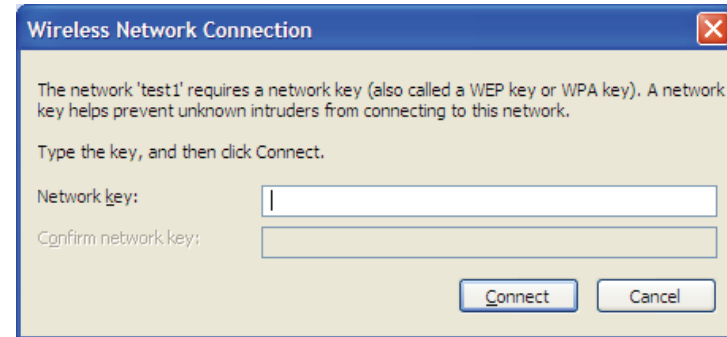 Wireless Network Connection
The network 'test1' requires a network key (also called a WEP key or WPA key). A network
key helps prevent unknown intruders from connecting to this network.
Type the key, and then click Connect.
Network key:
Confirm network key:
Connect Cancel